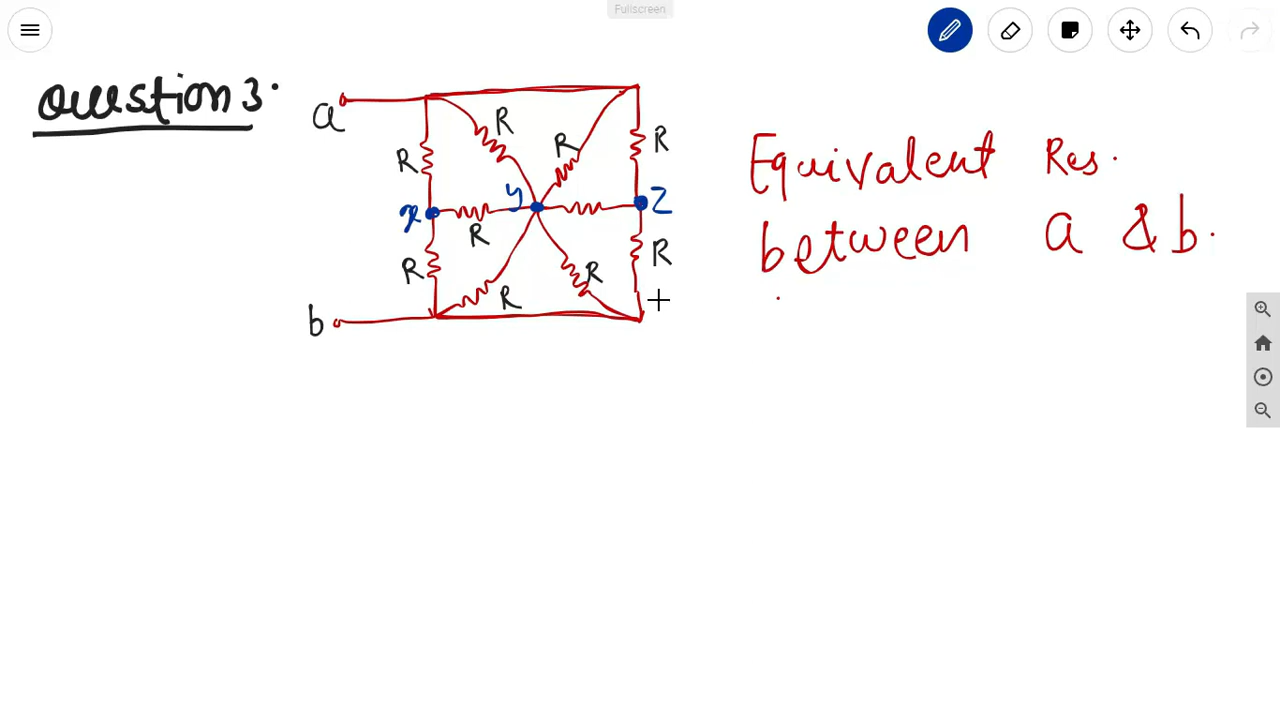 Fullscreen
Question 3.
a
R
R
R
R
x
y
Z
R
R
R
R
R
b
Equivalent Res.
between a & b.